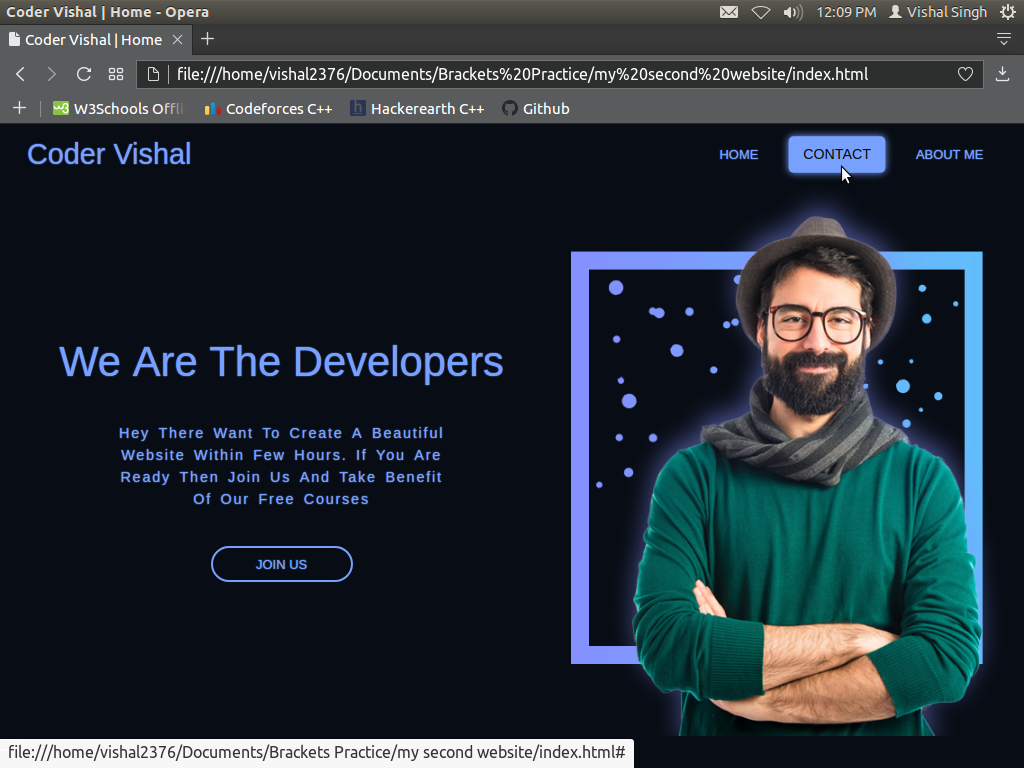 Coder Vishal | Home - Opera
12:09 PM
Vishal Singh
Coder Vishal | Home
file:///home/vishal2376/Documents/Brackets%20Practice/my%20second%20website/index.html
W3Schools Offli
Codeforces C++
Hackerearth C++
Github
Coder Vishal
HOME
CONTACT
ABOUT ME
We Are The Developers
Hey There Want To Create A Beautiful
Website Within Few Hours. If You Are
Ready Then Join Us And Take Benefit
Of Our Free Courses
JOIN US
file:///home/vishal2376/Documents/Brackets Practice/my second website/index.html#